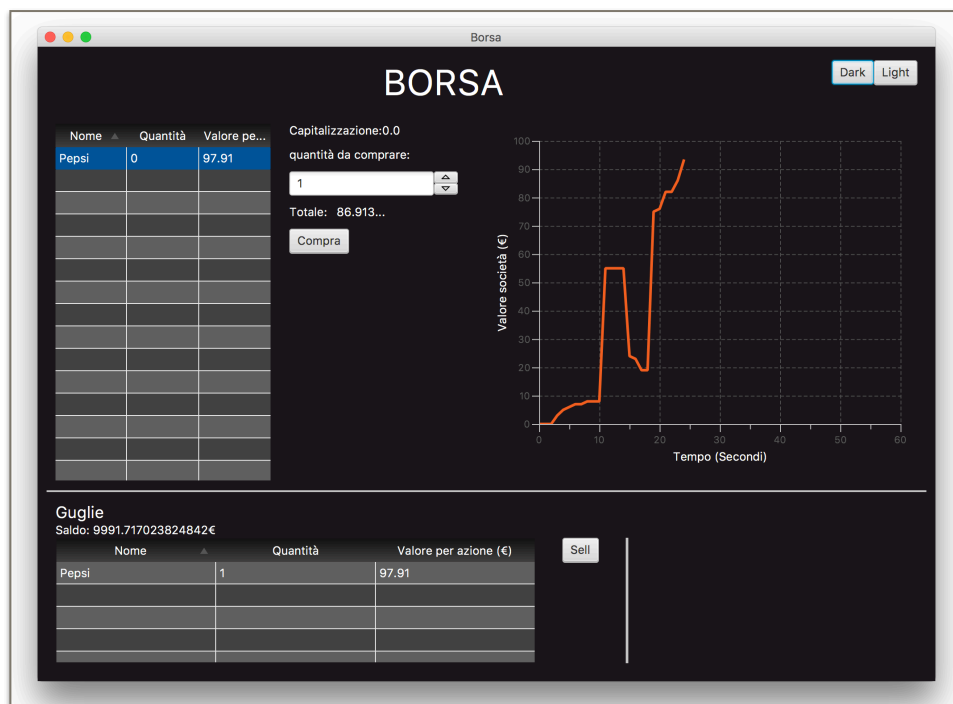 Borsa
BORSA
Dark Light
Nome Quantità Valore pe...
Pepsi 0 97.91
Capitalizzazione:0.0
quantità da comprare:
1
Totale: 86.913...
Compra
Valore società (€)
100
90
80
70
60
50
40
30
20
10
0
0 10 20 30 40 50 60
Tempo (Secondi)
Guglie
Saldo: 9991.717023824842€
Nome Quantità Valore per azione (€)
Pepsi 1 97.91
Sell